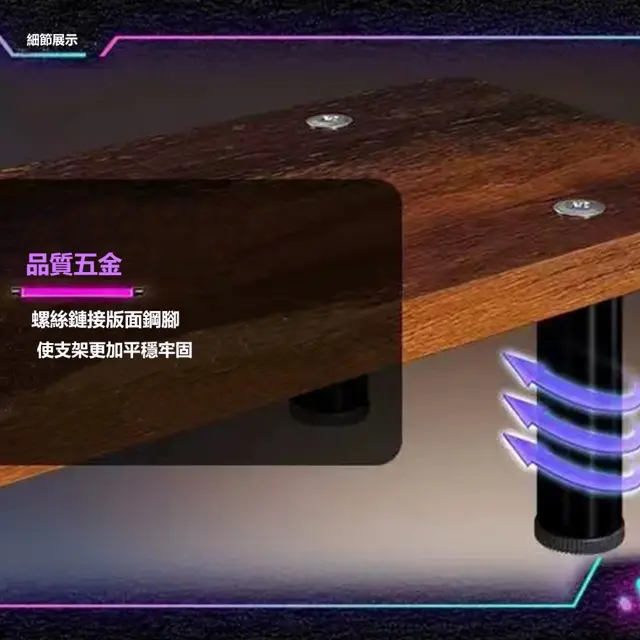 細節展示
品質五金
螺絲鏈接版面鋼腳
使支架更加平穩牢固